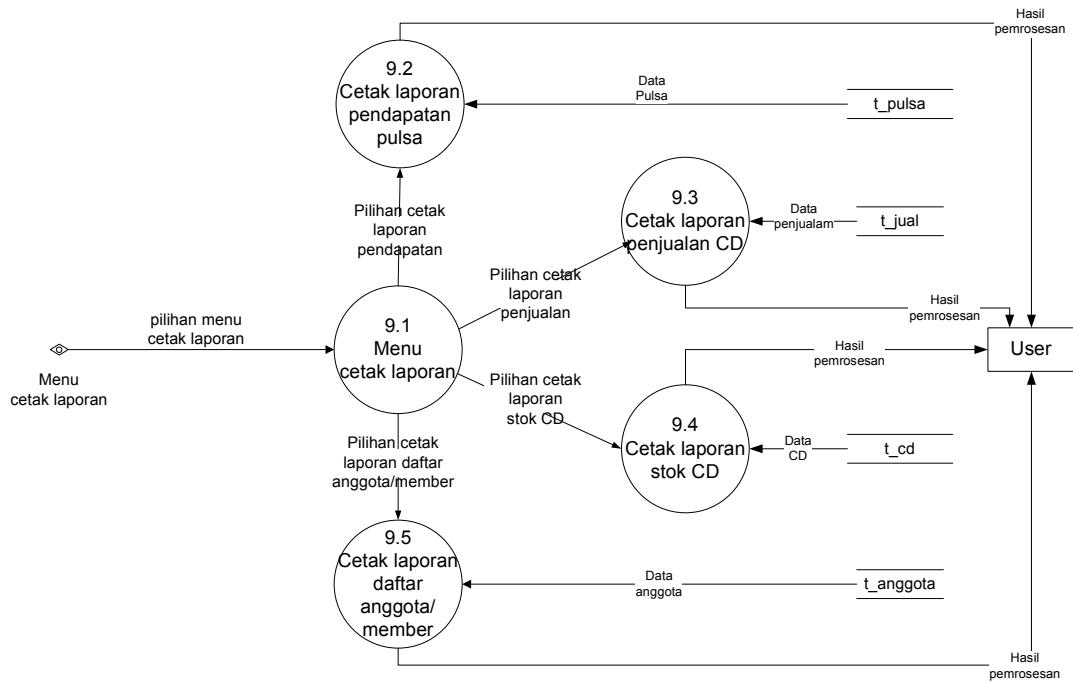 Hasil
pemrosesan
9.2
Cetak laporan
pendapatan
pulsa
Data
Pulsa
t_pulsa
Pilihan cetak
laporan
pendapatan
9.3
Cetak laporan
penjualan CD
Data
penjualam
t_jual
Pilihan cetak
laporan
penjualan
pilihan menu
cetak laporan
Menu
cetak laporan
9.1
Menu
cetak laporan
Hasil
pemrosesan
User
Hasil
pemrosesan
Pilihan cetak
laporan
stok CD
9.4
Cetak laporan
stok CD
Data
CD
t_cd
Pilihan cetak
laporan daftar
anggota/member
9.5
Cetak laporan
daftar
anggota/
member
Data
anggota
t_anggota
Hasil
pemrosesan